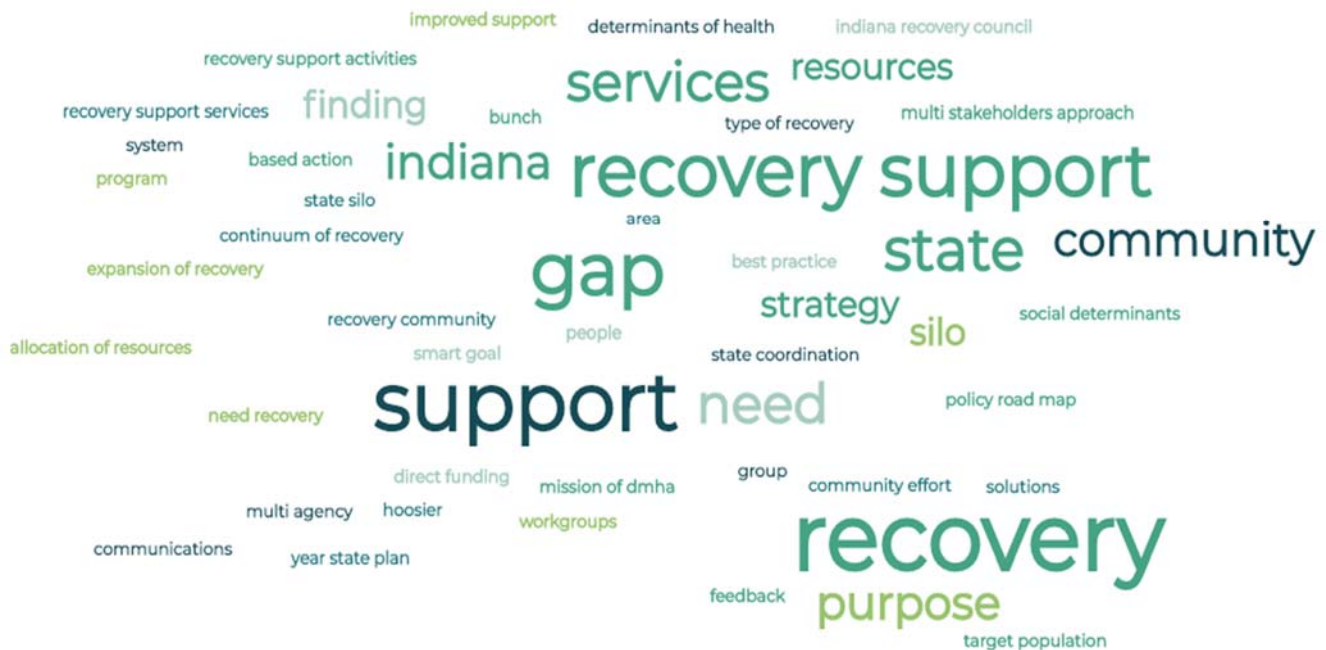 improved support
determinants of health
indiana recovery council
recovery support activities
services
resources
recovery support services
finding
bunch
type of recovery
multi stakeholders approach
system
based action
indiana
recovery support
program
state silo
area
continuum of recovery
gap
best practice
state
community
expansion of recovery
strategy
silo
social determinants
recovery community
people
allocation of resources
smart goal
state coordination
support
need
policy road map
need recovery
direct funding
mission of dmha
group
community effort
solutions
multi agency
hoosier
workgroups
recovery
communications
year state plan
feedback
purpose
target population